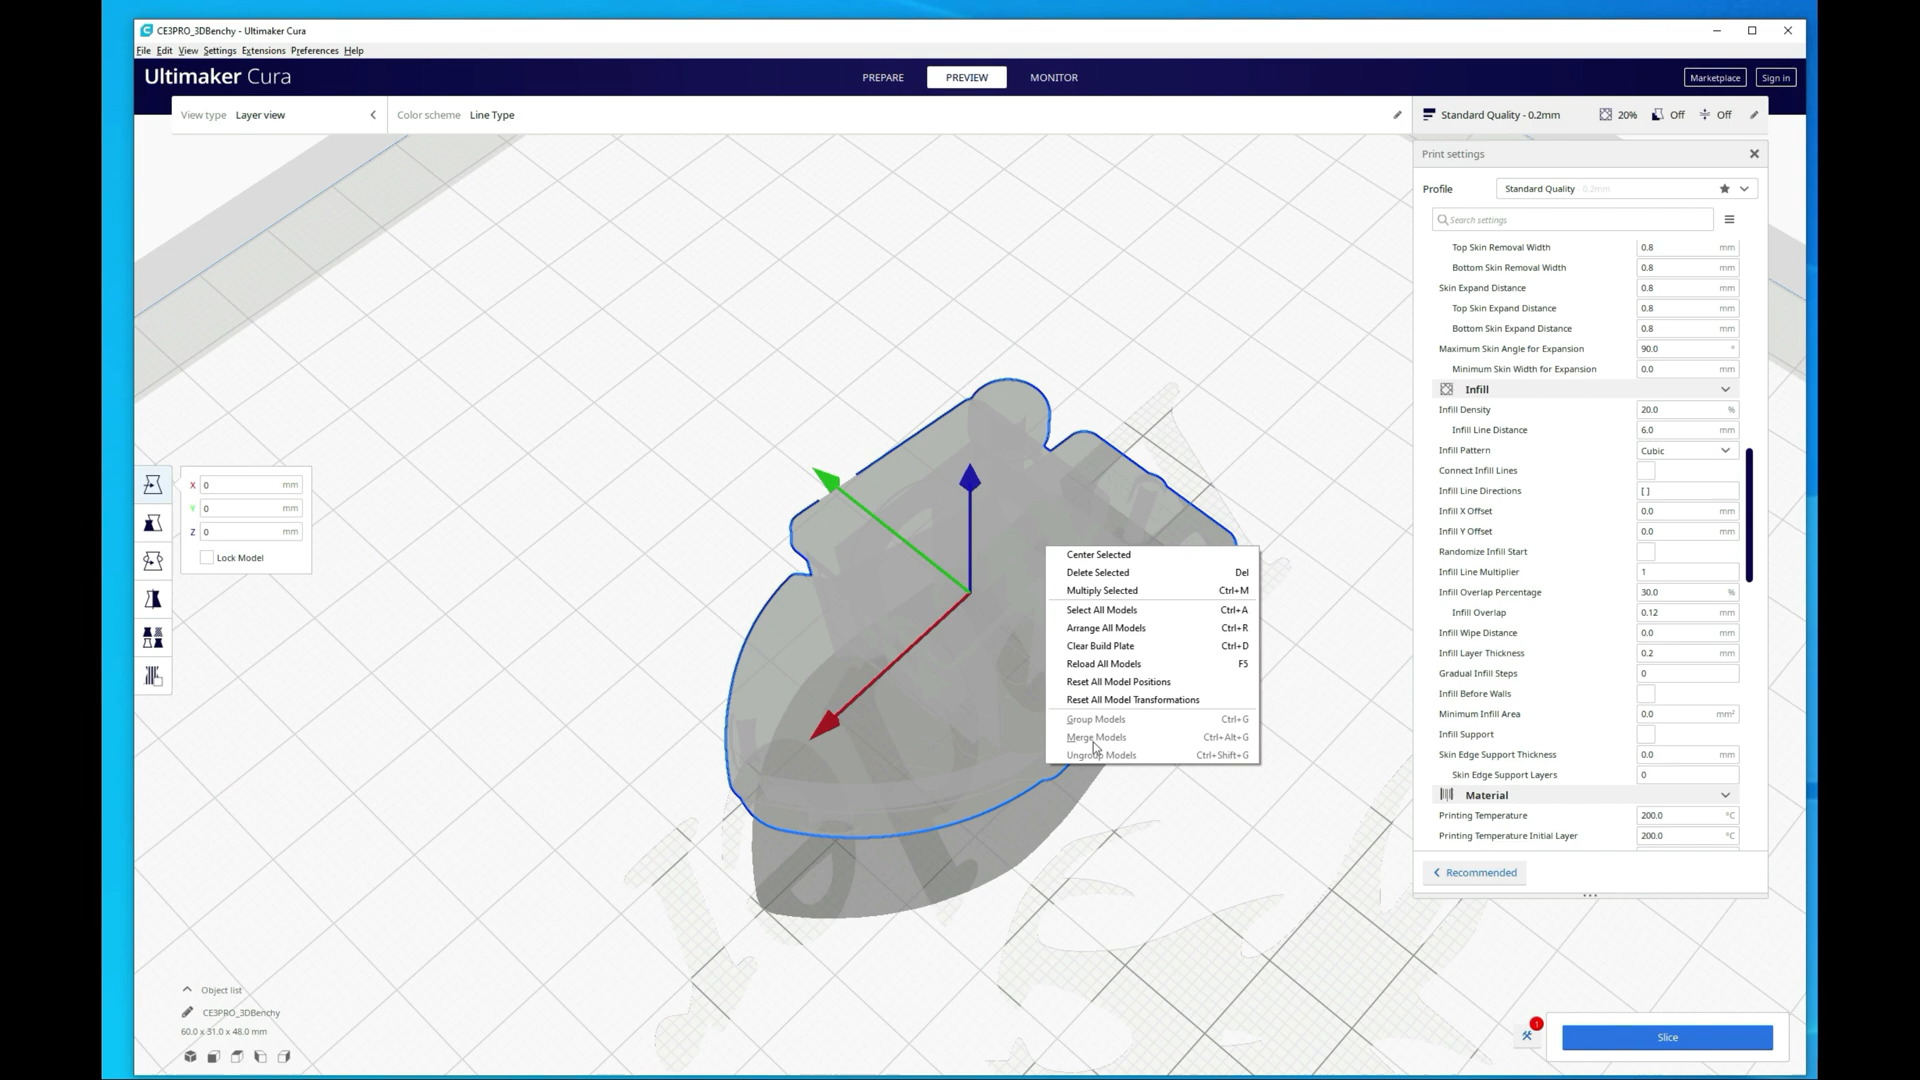 CE3PRO_3DBenchy - Ultimaker Cura
File Edit View Settings Extensions Preferences Help
Ultimaker Cura
PREPARE PREVIEW MONITOR
Marketplace Sign in
View type Layer view Color scheme Line Type
Standard Quality - 0.2mm 20% Off Off
Print settings
Profile Standard Quality 0.2mm
Search settings
Top Skin Removal Width 0.8 mm
Bottom Skin Removal Width 0.8 mm
Skin Expand Distance 0.8 mm
Top Skin Expand Distance 0.8 mm
Bottom Skin Expand Distance 0.8 mm
Maximum Skin Angle for Expansion 90.0 °
Minimum Skin Width for Expansion 0.0 mm
Infill
Infill Density 20.0 %
Infill Line Distance 6.0 mm
Infill Pattern Cubic
Connect Infill Lines
Infill Line Directions [ ]
Infill X Offset 0.0 mm
Infill Y Offset 0.0 mm
Randomize Infill Start
Infill Line Multiplier 1
Infill Overlap Percentage 30.0 %
Infill Overlap 0.12 mm
Infill Wipe Distance 0.0 mm
Infill Layer Thickness 0.2 mm
Gradual Infill Steps 0
Infill Before Walls
Minimum Infill Area 0.0 mm²
Infill Support
Skin Edge Support Thickness 0.0 mm
Skin Edge Support Layers 0
Material
Printing Temperature 200.0 °C
Printing Temperature Initial Layer 200.0 °C
Recommended
X 0 mm
Y 0 mm
Z 0 mm
Lock Model
Center Selected
Delete Selected Del
Multiply Selected Ctrl+M
Select All Models Ctrl+A
Arrange All Models Ctrl+R
Clear Build Plate Ctrl+D
Reload All Models F5
Reset All Model Positions
Reset All Model Transformations
Group Models Ctrl+G
Merge Models Ctrl+Alt+G
Ungroup Models Ctrl+Shift+G
Object list
CE3PRO_3DBenchy
60.0 x 31.0 x 48.0 mm
1
Slice